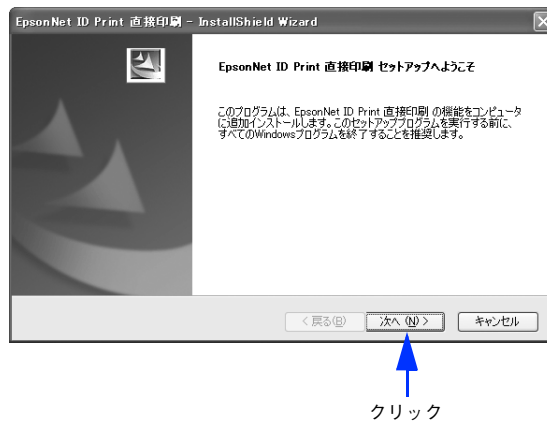 EpsonNet ID Print 直接印刷 - InstallShield Wizard
EpsonNet ID Print 直接印刷 セットアップへようこそ
このプログラムは、EpsonNet ID Print 直接印刷 の機能をコンピュータ
に追加インストールします。このセットアッププログラムを実行する前に、
すべてのWindowsプログラムを終了することを推奨します。
< 戻る(B) 次へ (N) > キャンセル
クリック